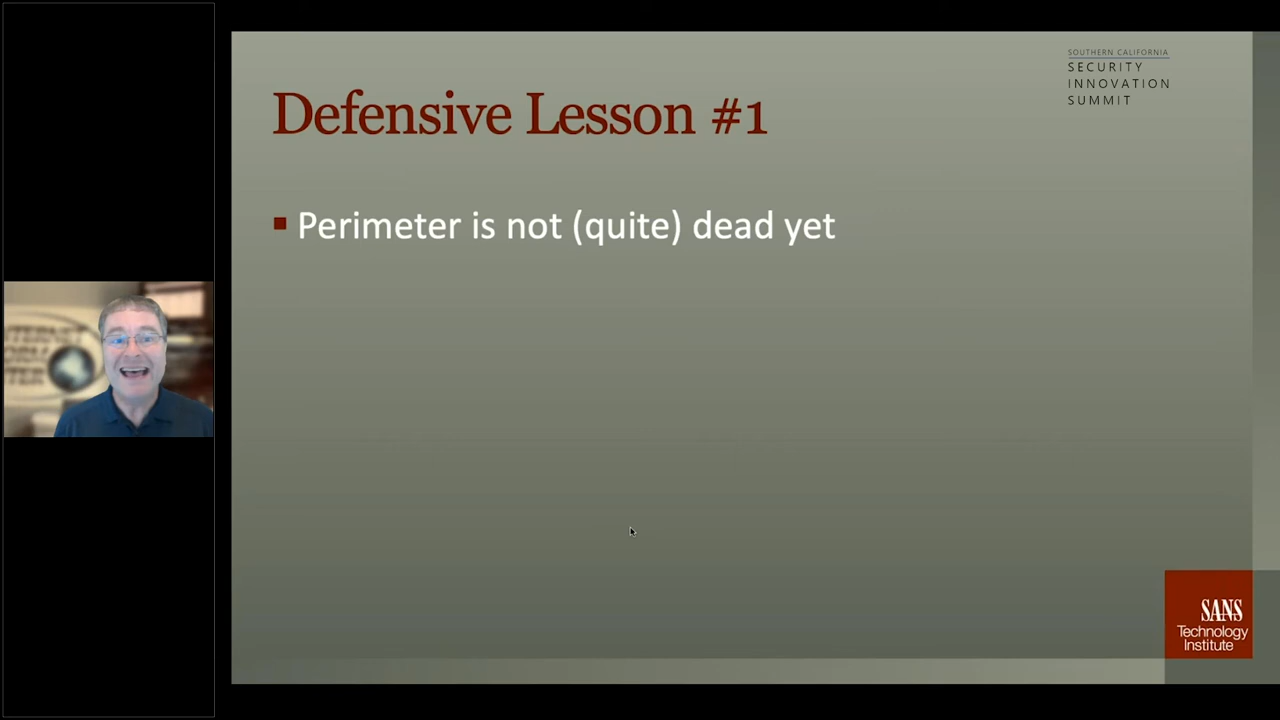 SOUTHERN CALIFORNIA
SECURITY
INNOVATION
SUMMIT
Defensive Lesson #1
Perimeter is not (quite) dead yet
SANS
Technology
Institute